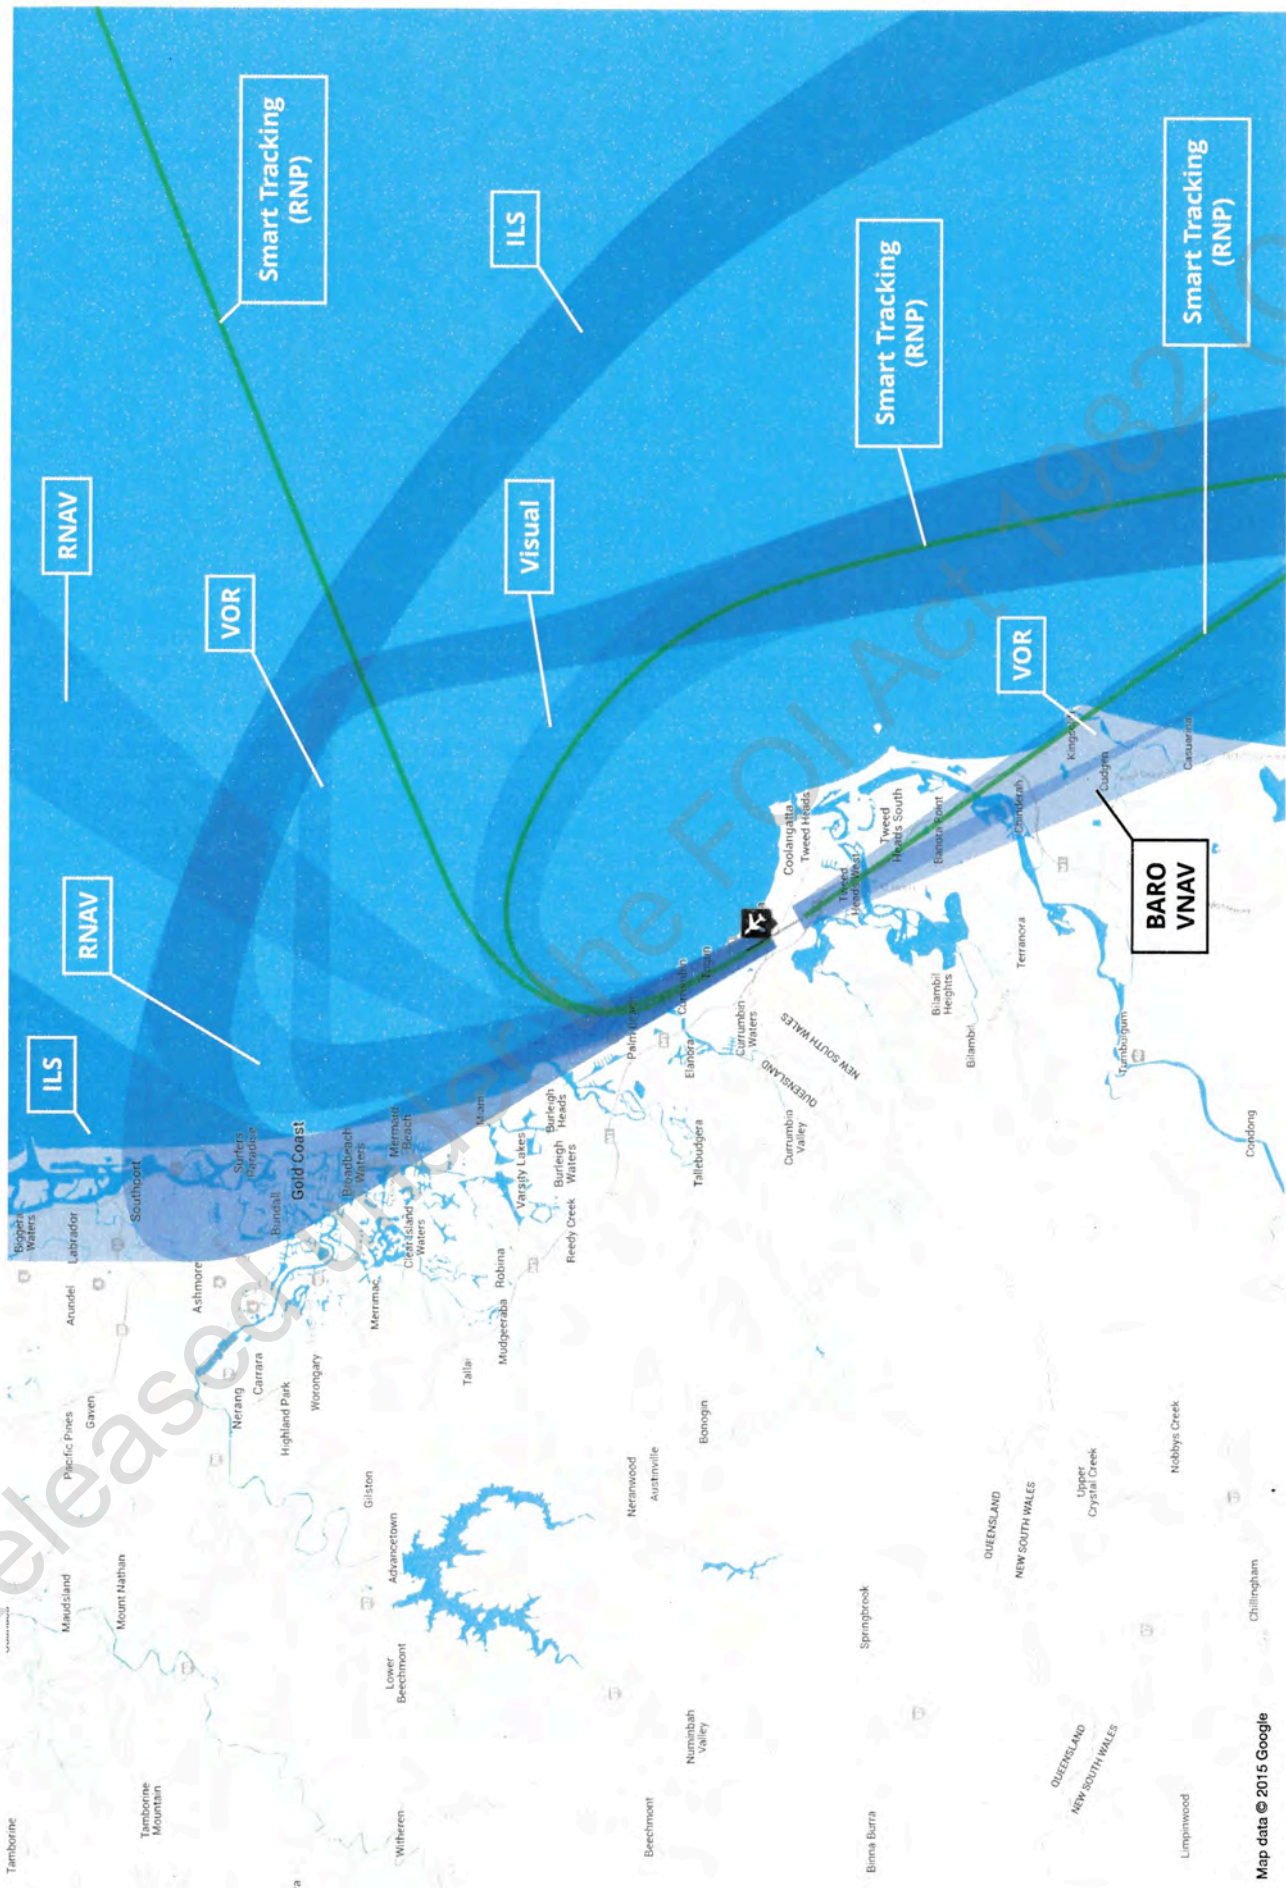 RNAV
Smart Tracking
(RNP)
VOR
ILS
RNAV
Visual
ILS
Smart Tracking
(RNP)
Smart Tracking
(RNP)
VOR
BARO
VNAV
Biggera
Waters
Labrador
Southport
Arundel
Surfers
Paradise
Bundall
Gold Coast
Ashmore
Broadbeach
Waters
Mermaid
Beach
Miami
Clear Island
Waters
Merrimac
Robina
Varsity Lakes
Burleigh
Heads
Burleigh
Waters
Reedy Creek
Mudgeeraba
Tallai
Pacific Pines
Gaven
Nerang
Carrara
Highland Park
Worongary
Gilston
Advancetown
Maudsland
Mount Nathan
Lower
Beechmont
Tamborine
Tamborine
Mountain
Witheren
Elanora
Currumbin
Waters
Tallebudgera
Currumbin
Valley
QUEENSLAND
NEW SOUTH WALES
Coolangatta
Tweed Heads
Tweed
Heads South
Tweed
Heads West
Banora Point
Chinderah
Kingscliff
Cudgen
Casuarina
Terranora
Bilambil
Heights
Bilambil
Tumbulgum
Condong
Bonogin
Neranwood
Austinville
Numinbah
Valley
Beechmont
Springbrook
Binna Burra
QUEENSLAND
NEW SOUTH WALES
Upper
Crystal Creek
Nobbys Creek
Chillingham
QUEENSLAND
NEW SOUTH WALES
Limpinwood
Map data © 2015 Google
eleased under the FOI Act 1982 (C